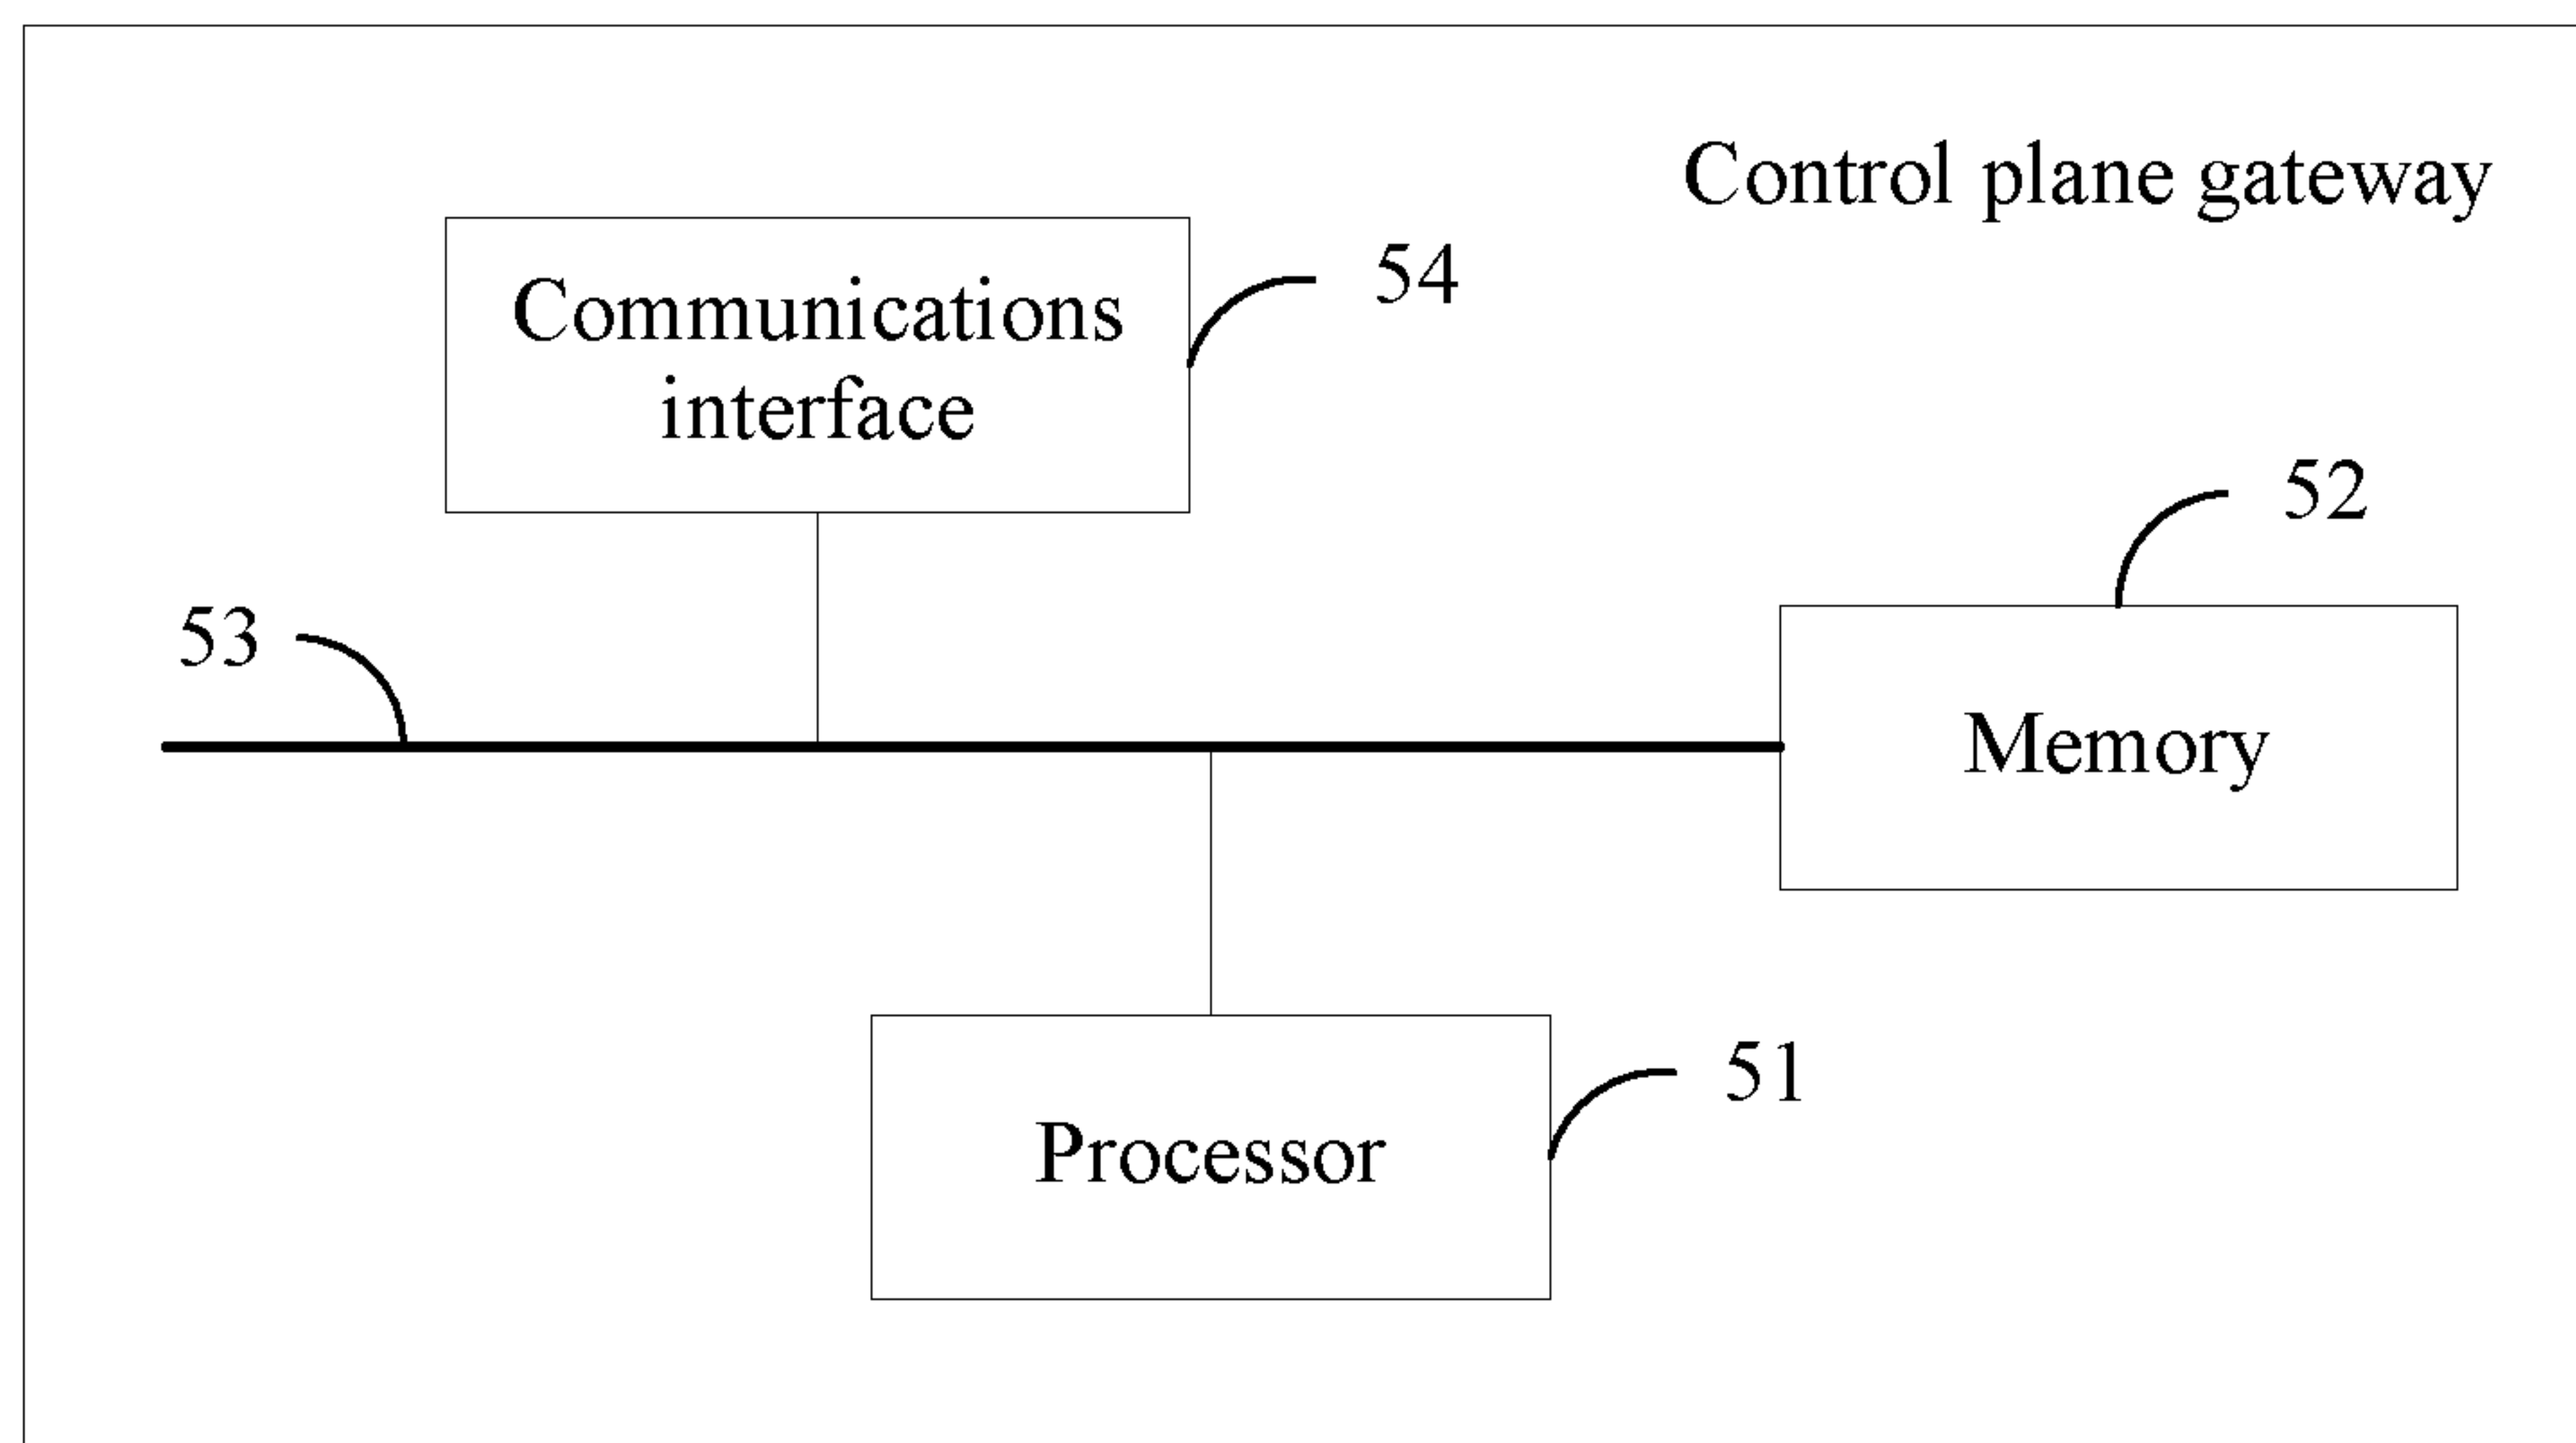 Control plane gateway
Communications
interface
54
52
53
Memory
51
Processor